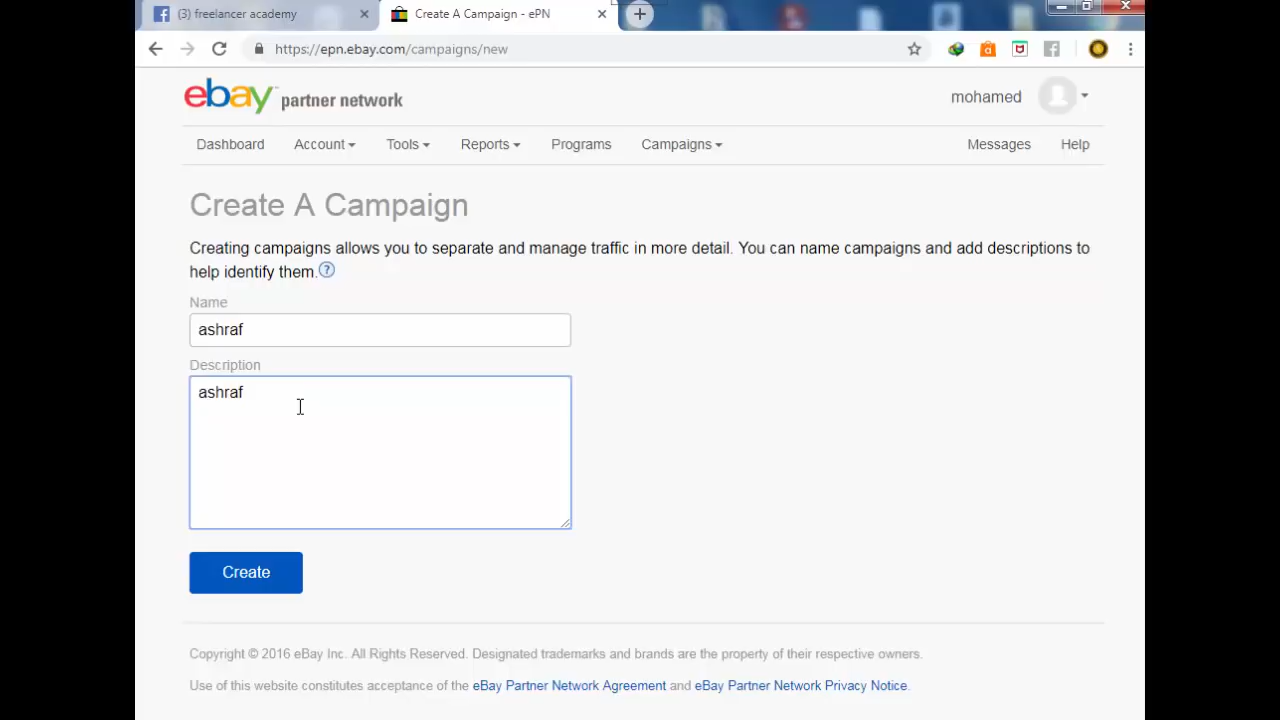 (3) freelancer academy
Create A Campaign - ePN
https://epn.ebay.com/campaigns/new
ebay partner network
mohamed
Dashboard Account Tools Reports Programs Campaigns Messages Help
Create A Campaign
Creating campaigns allows you to separate and manage traffic in more detail. You can name campaigns and add descriptions to
help identify them. ?
Name
ashraf
Description
ashraf
Create
Copyright © 2016 eBay Inc. All Rights Reserved. Designated trademarks and brands are the property of their respective owners.
Use of this website constitutes acceptance of the eBay Partner Network Agreement and eBay Partner Network Privacy Notice.